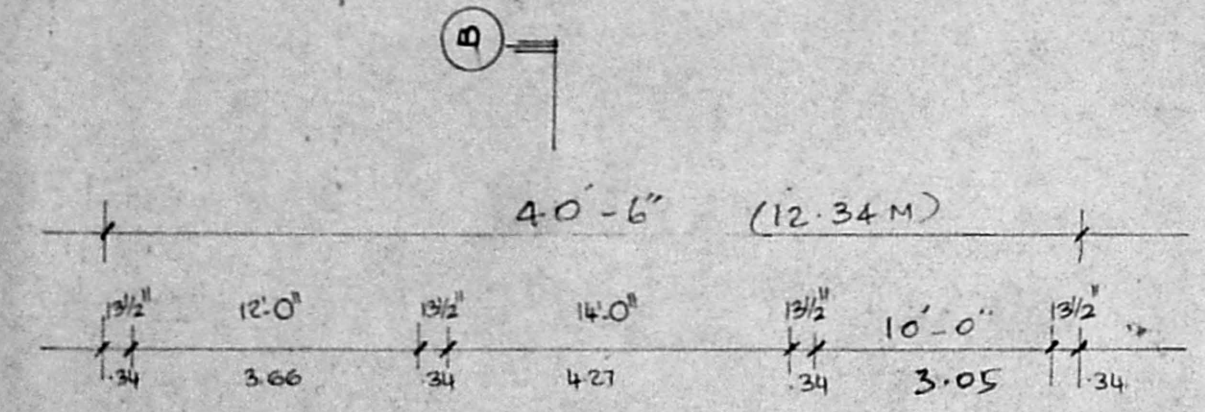 B
40'-6" (12.34 M)
13½" 12'-0" 13½" 14'-0" 13½" 10'-0" 13½"
.34 3.66 .34 4.27 .34 3.05 .34